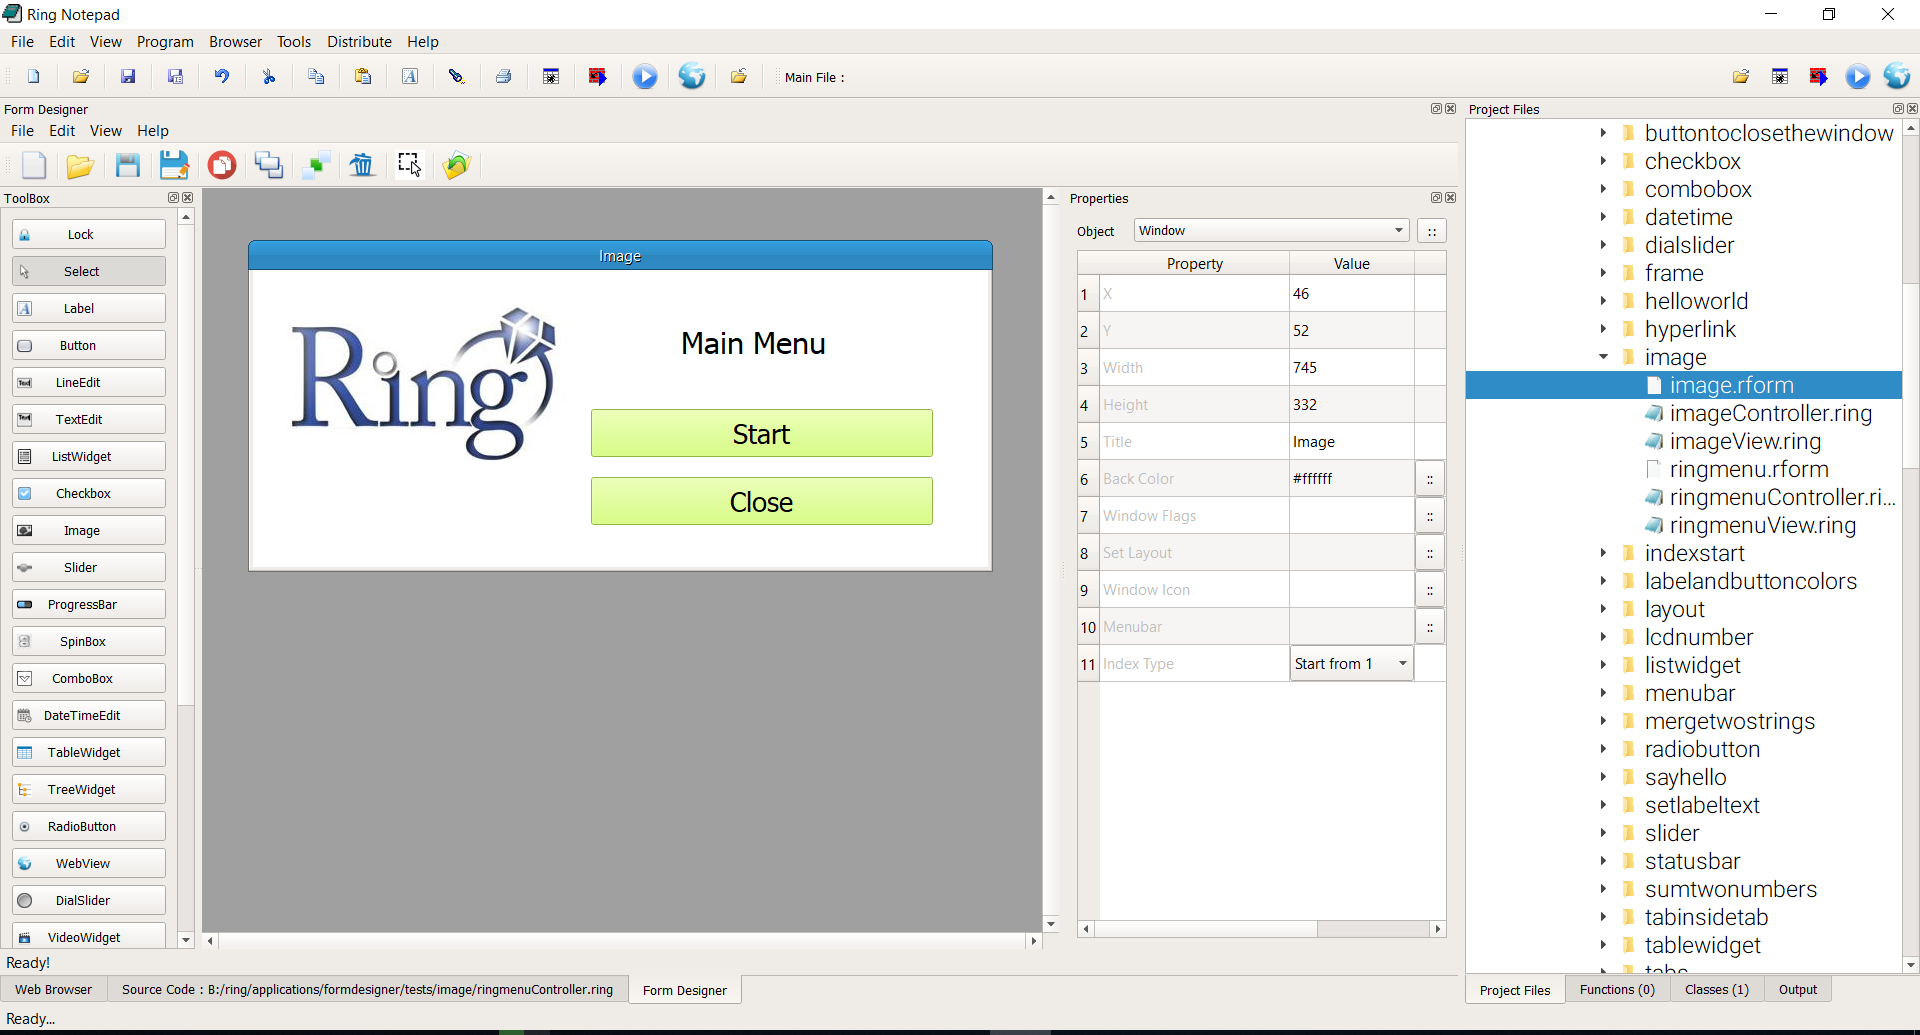 Ring Notepad
File Edit View Program Browser Tools Distribute Help
Main File :
Form Designer
File Edit View Help
ToolBox
Lock
Select
Label
Button
LineEdit
TextEdit
ListWidget
Checkbox
Image
Slider
ProgressBar
SpinBox
ComboBox
DateTimeEdit
TableWidget
TreeWidget
RadioButton
WebView
DialSlider
VideoWidget
Image
Ring
Main Menu
Start
Close
Properties
Object Window ::
Property Value
1 X 46
2 Y 52
3 Width 745
4 Height 332
5 Title Image
6 Back Color #ffffff ::
7 Window Flags ::
8 Set Layout ::
9 Window Icon ::
10 Menubar ::
11 Index Type Start from 1
Project Files
buttontoclosethewindow
checkbox
combobox
datetime
dialslider
frame
helloworld
hyperlink
image
image.rform
imageController.ring
imageView.ring
ringmenu.rform
ringmenuController.ri...
ringmenuView.ring
indexstart
labelandbuttoncolors
layout
lcdnumber
listwidget
menubar
mergetwostrings
radiobutton
sayhello
setlabeltext
slider
statusbar
sumtwonumbers
tabinsidetab
tablewidget
tabs
Ready!
Web Browser Source Code : B:/ring/applications/formdesigner/tests/image/ringmenuController.ring Form Designer
Project Files Functions (0) Classes (1) Output
Ready...